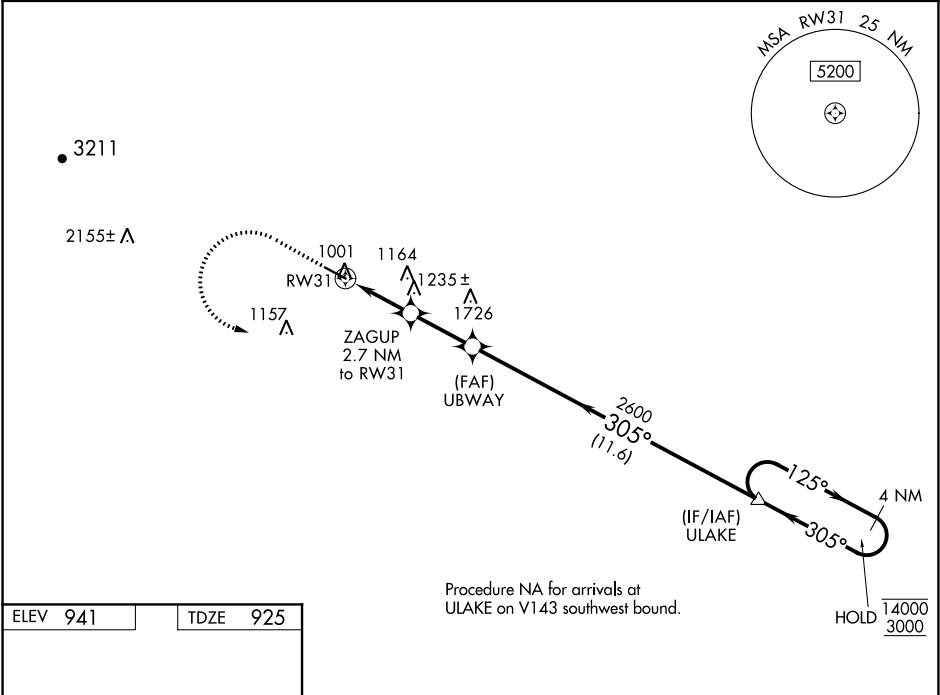 MSA RW31 25 NM
5200
3211
2155±
1001
RW31
1164
1235±
1726
1157
ZAGUP
2.7 NM
to RW31
(FAF)
UBWAY
2600
305°
(11.6)
125°
4 NM
(IF/IAF)
ULAKE
305°
Procedure NA for arrivals at
ULAKE on V143 southwest bound.
HOLD 14000
3000
ELEV 941
TDZE 925